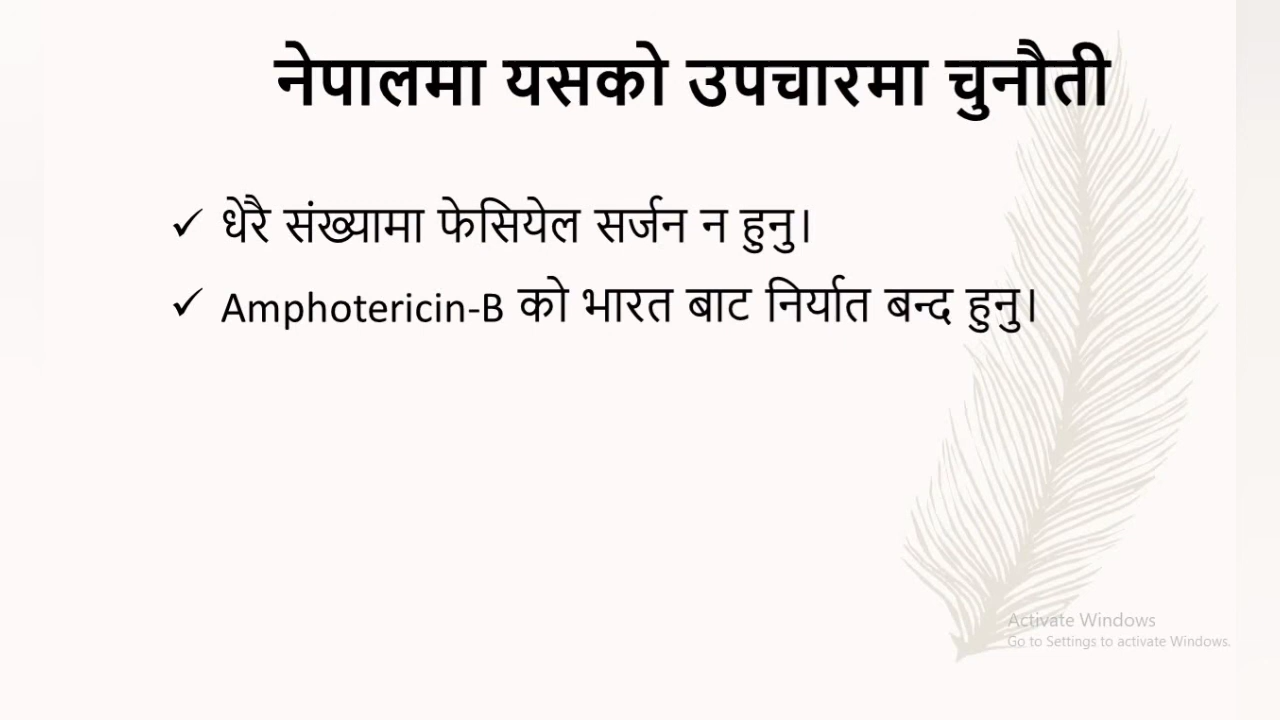 नेपालमा यसको उपचारमा चुनौती
✓ धेरै संख्यामा फेसियेल सर्जन न हुनु।
✓ Amphotericin-B को भारत बाट निर्यात बन्द हुनु।
Activate Windows
Go to Settings to activate Windows.